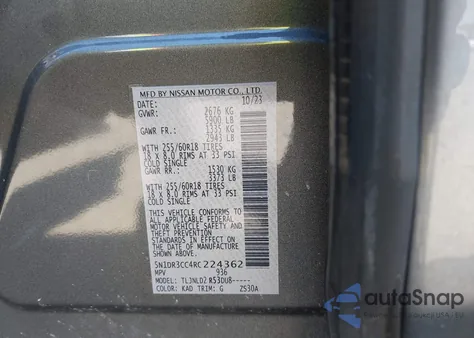 MFD BY NISSAN MOTOR CO., LTD.
DATE: 10/23
GVWR: 2676 KG
5900 LB
GAWR FR.: 1335 KG
2943 LB
WITH 255/60R18 TIRES
18 x 8.0 RIMS AT 33 PSI
COLD SINGLE
GAWR RR.: 1530 KG
3373 LB
WITH 255/60R18 TIRES
18 x 8.0 RIMS AT 33 PSI
COLD SINGLE
THIS VEHICLE CONFORMS TO
ALL APPLICABLE FEDERAL
MOTOR VEHICLE SAFETY AND
THEFT PREVENTION
STANDARDS IN EFFECT ON
THE DATE OF MANUFACTURE
SHOWN ABOVE.
5N1DR3CC4RC224362
MPV 936
MODEL: TLJNLD2 R53DU8-----
COLOR: KAD TRIM: G ZS30A
autoSnap